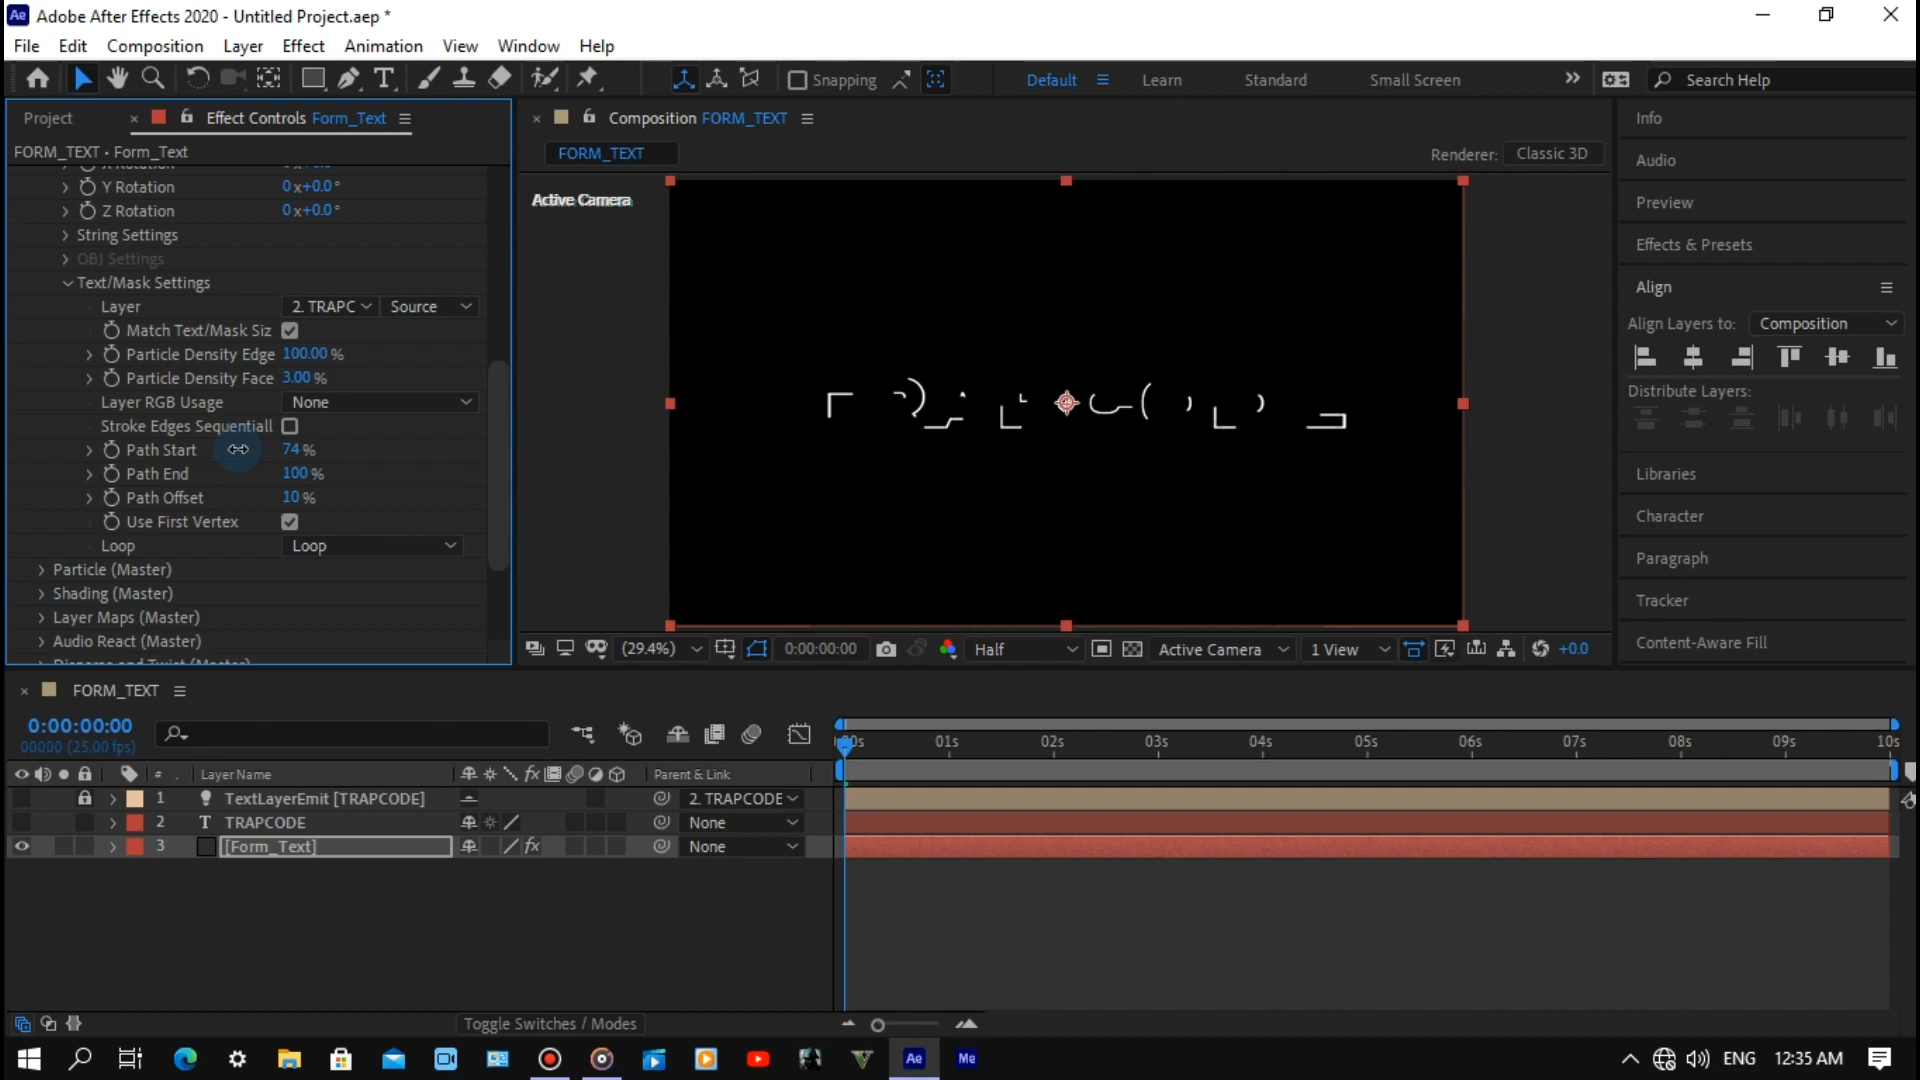 Ae Adobe After Effects 2020 - Untitled Project.aep *
File Edit Composition Layer Effect Animation View Window Help
T Snapping Default Learn Standard Small Screen Search Help
Project Effect Controls Form_Text
FORM_TEXT • Form_Text
Y Rotation 0 x+0.0°
Z Rotation 0 x+0.0°
String Settings
OBJ Settings
Text/Mask Settings
Layer 2. TRAPC Source
Match Text/Mask Siz
Particle Density Edge 100.00 %
Particle Density Face 3.00 %
Layer RGB Usage None
Stroke Edges Sequentiall
Path Start 74 %
Path End 100 %
Path Offset 10 %
Use First Vertex
Loop Loop
Particle (Master)
Shading (Master)
Layer Maps (Master)
Audio React (Master)
Composition FORM_TEXT
FORM_TEXT
Renderer: Classic 3D
Active Camera
(29.4%) 0:00:00:00 Half Active Camera 1 View +0.0
Info
Audio
Preview
Effects & Presets
Align
Align Layers to: Composition
Distribute Layers:
Libraries
Character
Paragraph
Tracker
Content-Aware Fill
FORM_TEXT
0:00:00:00
00000 (25.00 fps)
01s 02s 03s 04s 05s 06s 07s 08s 09s 10s
# Layer Name fx Parent & Link
1 TextLayerEmit [TRAPCODE] 2. TRAPCODE
2 T TRAPCODE None
3 [Form_Text] fx None
Toggle Switches / Modes
Ae Me ENG 12:35 AM